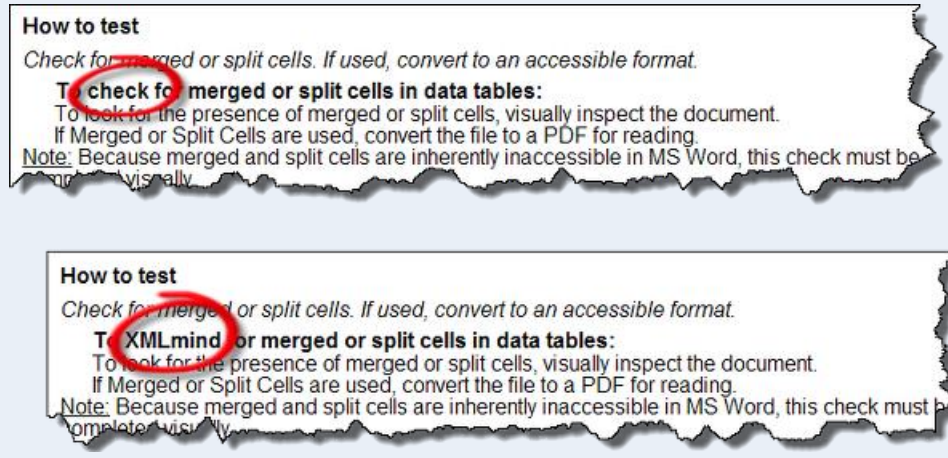 How to test
Check for merged or split cells. If used, convert to an accessible format.
To check for merged or split cells in data tables:
To look for the presence of merged or split cells, visually inspect the document.
If Merged or Split Cells are used, convert the file to a PDF for reading.
Note: Because merged and split cells are inherently inaccessible in MS Word, this check must be
completed visually
How to test
Check for merged or split cells. If used, convert to an accessible format.
To XMLmind for merged or split cells in data tables:
To look for the presence of merged or split cells, visually inspect the document.
If Merged or Split Cells are used, convert the file to a PDF for reading.
Note: Because merged and split cells are inherently inaccessible in MS Word, this check must
completed visually